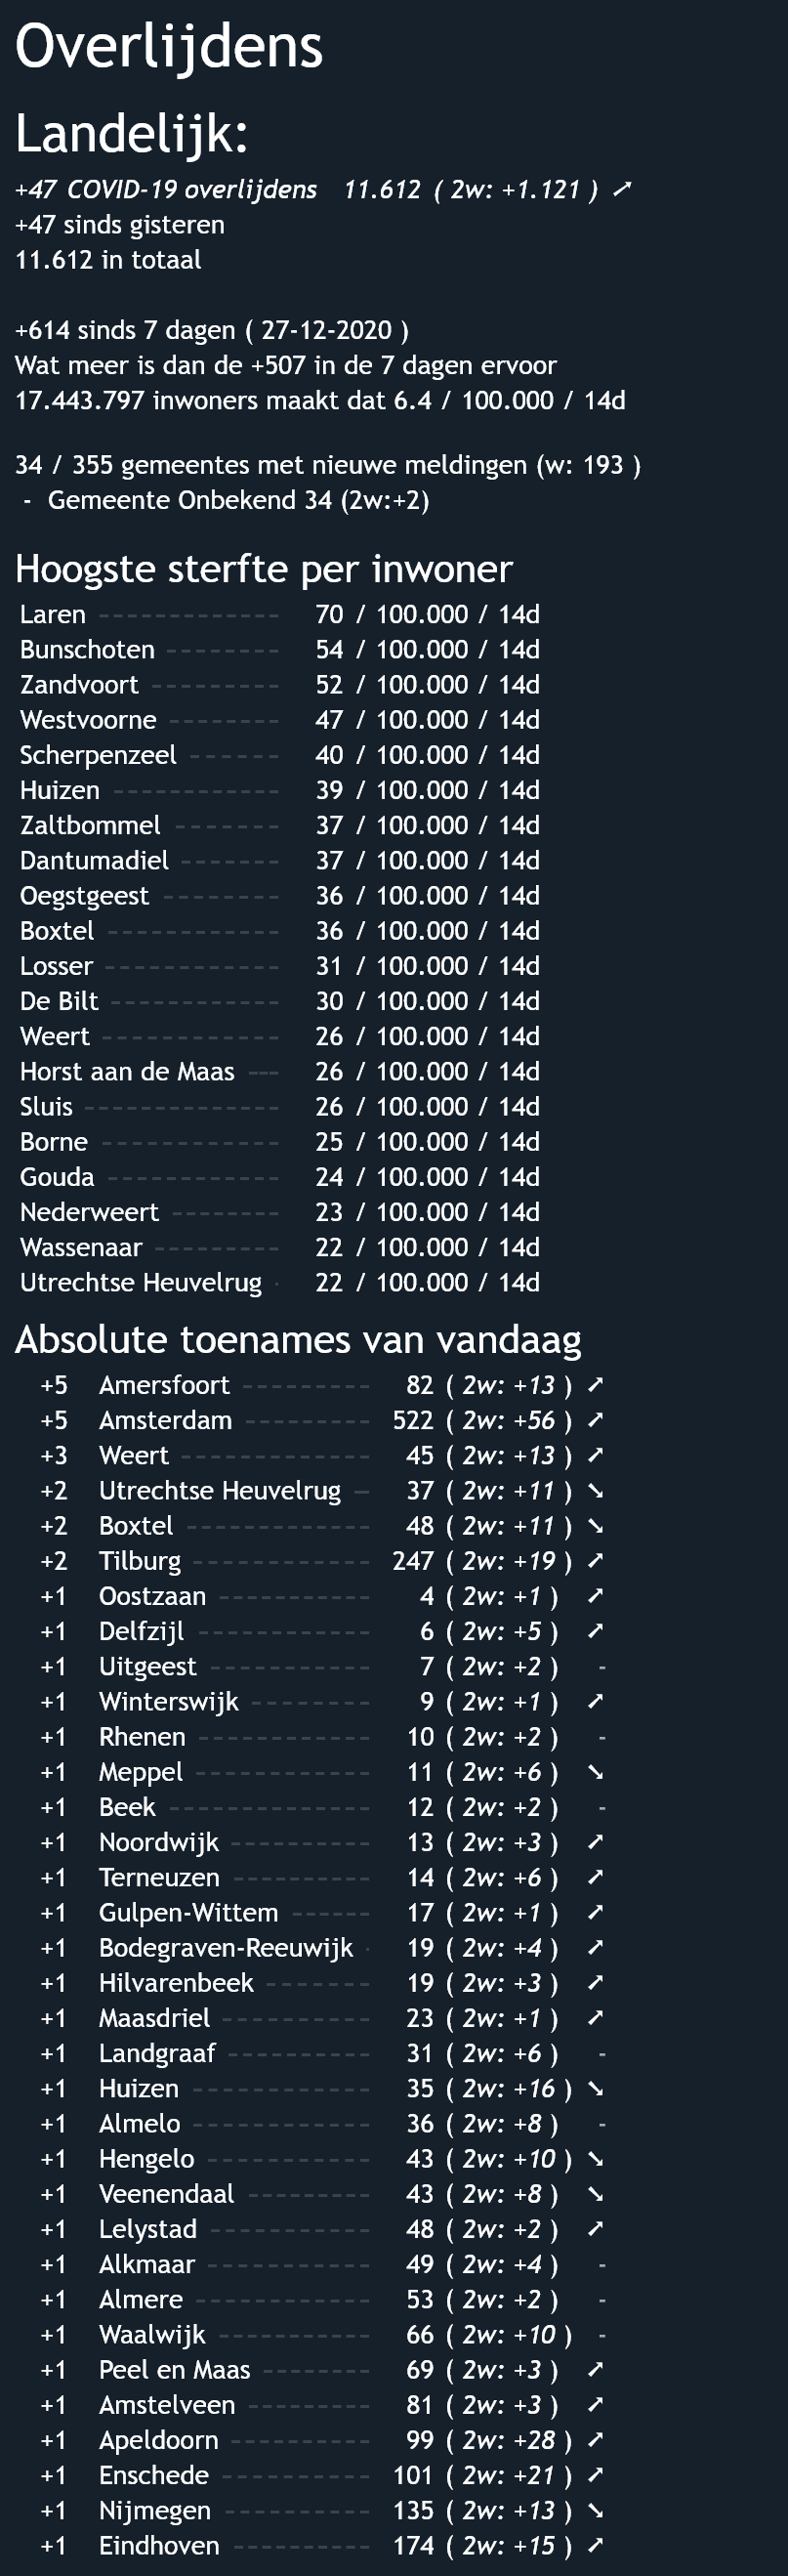 Overlijdens
Landelijk:
+47 COVID-19 overlijdens 11.612 ( 2w: +1.121 ) ➚
+47 sinds gisteren
11.612 in totaal
+614 sinds 7 dagen ( 27-12-2020 )
Wat meer is dan de +507 in de 7 dagen ervoor
17.443.797 inwoners maakt dat 6.4 / 100.000 / 14d
34 / 355 gemeentes met nieuwe meldingen (w: 193 )
- Gemeente Onbekend 34 (2w:+2)
Hoogste sterfte per inwoner
Laren ------------- 70 / 100.000 / 14d
Bunschoten -------- 54 / 100.000 / 14d
Zandvoort --------- 52 / 100.000 / 14d
Westvoorne -------- 47 / 100.000 / 14d
Scherpenzeel ------ 40 / 100.000 / 14d
Huizen ------------ 39 / 100.000 / 14d
Zaltbommel ------- 37 / 100.000 / 14d
Dantumadiel ------- 37 / 100.000 / 14d
Oegstgeest -------- 36 / 100.000 / 14d
Boxtel ------------ 36 / 100.000 / 14d
Losser ------------ 31 / 100.000 / 14d
De Bilt ------------ 30 / 100.000 / 14d
Weert ------------ 26 / 100.000 / 14d
Horst aan de Maas --- 26 / 100.000 / 14d
Sluis -------------- 26 / 100.000 / 14d
Borne ------------ 25 / 100.000 / 14d
Gouda ------------ 24 / 100.000 / 14d
Nederweert -------- 23 / 100.000 / 14d
Wassenaar --------- 22 / 100.000 / 14d
Utrechtse Heuvelrug - 22 / 100.000 / 14d
Absolute toenames van vandaag
+5 Amersfoort --------- 82 ( 2w: +13 ) ➚
+5 Amsterdam --------- 522 ( 2w: +56 ) ➚
+3 Weert ------------- 45 ( 2w: +13 ) ➚
+2 Utrechtse Heuvelrug -- 37 ( 2w: +11 ) ➘
+2 Boxtel ------------- 48 ( 2w: +11 ) ➘
+2 Tilburg ------------ 247 ( 2w: +19 ) ➚
+1 Oostzaan ----------- 4 ( 2w: +1 ) ➚
+1 Delfzijl ------------ 6 ( 2w: +5 ) ➚
+1 Uitgeest ----------- 7 ( 2w: +2 ) -
+1 Winterswijk -------- 9 ( 2w: +1 ) ➚
+1 Rhenen ------------ 10 ( 2w: +2 ) -
+1 Meppel ------------ 11 ( 2w: +6 ) ➘
+1 Beek -------------- 12 ( 2w: +2 ) -
+1 Noordwijk ---------- 13 ( 2w: +3 ) ➚
+1 Terneuzen ---------- 14 ( 2w: +6 ) ➚
+1 Gulpen-Wittem ------ 17 ( 2w: +1 ) ➚
+1 Bodegraven-Reeuwijk - 19 ( 2w: +4 ) ➚
+1 Hilvarenbeek ------- 19 ( 2w: +3 ) ➚
+1 Maasdriel ---------- 23 ( 2w: +1 ) ➚
+1 Landgraaf ---------- 31 ( 2w: +6 ) -
+1 Huizen ------------ 35 ( 2w: +16 ) ➘
+1 Almelo ------------ 36 ( 2w: +8 ) -
+1 Hengelo ----------- 43 ( 2w: +10 ) ➘
+1 Veenendaal --------- 43 ( 2w: +8 ) ➘
+1 Lelystad ----------- 48 ( 2w: +2 ) ➚
+1 Alkmaar ----------- 49 ( 2w: +4 ) -
+1 Almere ------------ 53 ( 2w: +2 ) -
+1 Waalwijk ---------- 66 ( 2w: +10 ) -
+1 Peel en Maas ------- 69 ( 2w: +3 ) ➚
+1 Amstelveen --------- 81 ( 2w: +3 ) ➚
+1 Apeldoorn ---------- 99 ( 2w: +28 ) ➚
+1 Enschede ----------- 101 ( 2w: +21 ) ➚
+1 Nijmegen ---------- 135 ( 2w: +13 ) ➘
+1 Eindhoven ---------- 174 ( 2w: +15 ) ➚